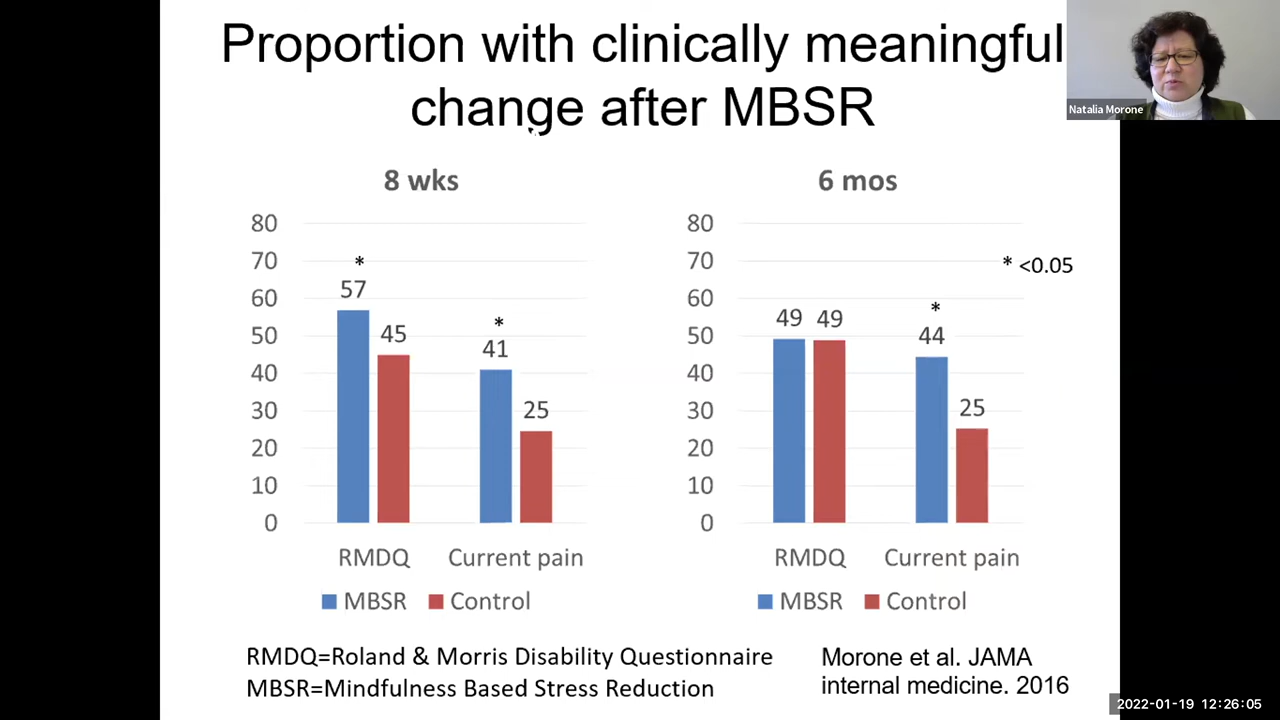 Proportion with clinically meaningful
change after MBSR
Natalia Morone
8 wks
80
70
60
50
40
30
20
10
0
*
57
45
*
41
25
RMDQ
Current pain
MBSR
Control
6 mos
80
70
60
50
40
30
20
10
0
* <0.05
49
49
*
44
25
RMDQ
Current pain
MBSR
Control
RMDQ=Roland & Morris Disability Questionnaire
MBSR=Mindfulness Based Stress Reduction
Morone et al. JAMA
internal medicine. 2016
2022-01-19 12:26:05